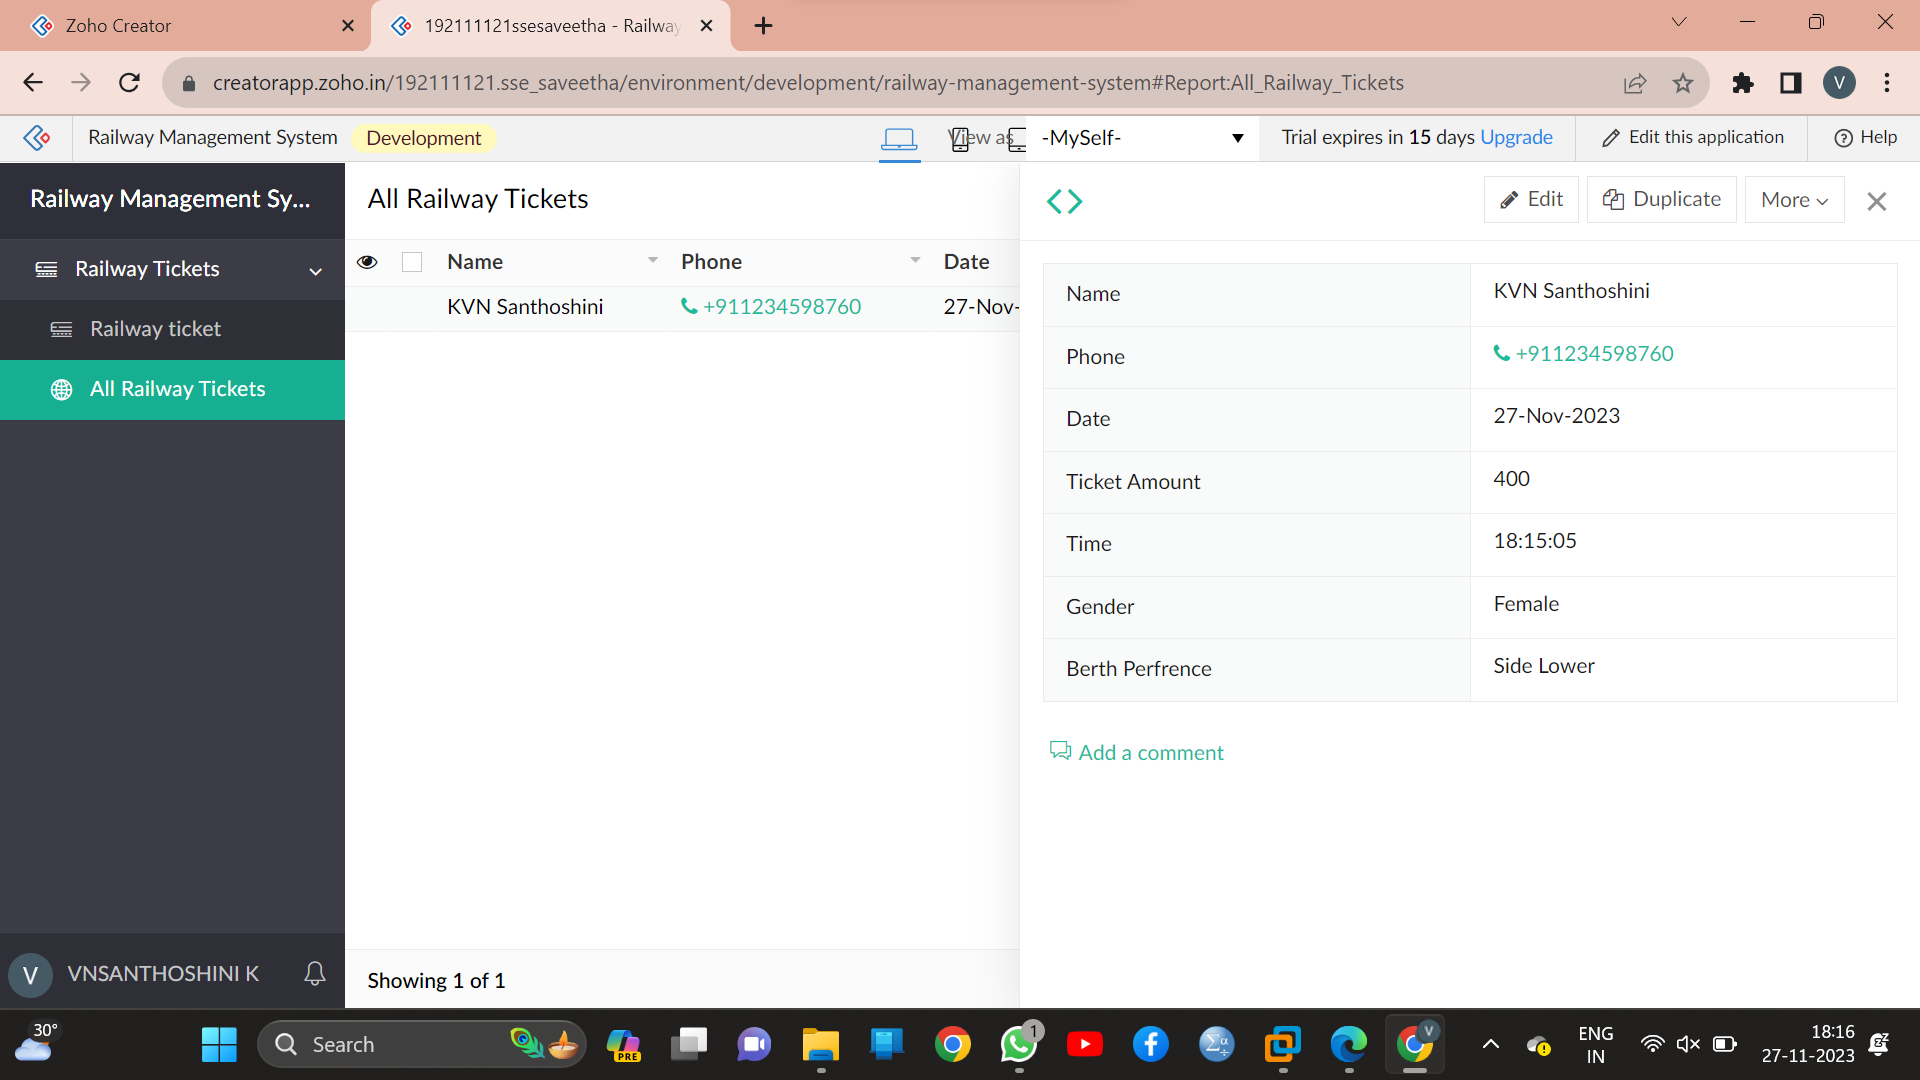 Zoho Creator
192111121ssesaveetha - Railway
creatorapp.zoho.in/192111121.sse_saveetha/environment/development/railway-management-system#Report:All_Railway_Tickets
V
Railway Management System
Development
View as
-MySelf-
Trial expires in 15 days Upgrade
Edit this application
Help
Railway Management Sy...
Railway Tickets
Railway ticket
All Railway Tickets
VNSANTHOSHINI K
V
All Railway Tickets
Name Phone Date
KVN Santhoshini +911234598760 27-Nov-
Showing 1 of 1
Edit
Duplicate
More
Name KVN Santhoshini
Phone +911234598760
Date 27-Nov-2023
Ticket Amount 400
Time 18:15:05
Gender Female
Berth Perfrence Side Lower
Add a comment
30°
Search
PRE
1
V
ENG
IN
18:16
27-11-2023